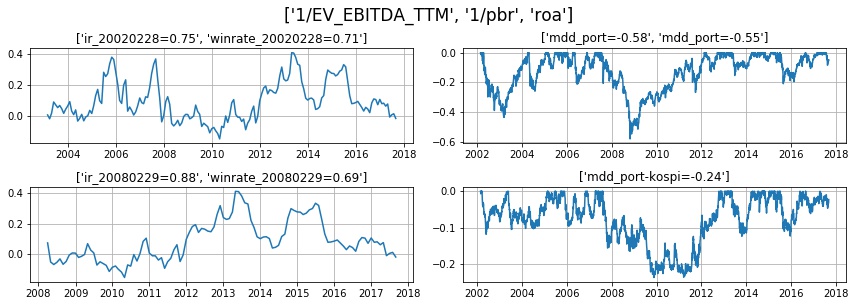 ['1/EV_EBITDA_TTM', '1/pbr', 'roa']
['ir_20020228=0.75', 'winrate_20020228=0.71']
0.4
0.2
0.0
2004 2006 2008 2010 2012 2014 2016 2018
['mdd_port=-0.58', 'mdd_port=-0.55']
0.0
−0.2
−0.4
−0.6
2002 2004 2006 2008 2010 2012 2014 2016 2018
['ir_20080229=0.88', 'winrate_20080229=0.69']
0.4
0.2
0.0
2008 2009 2010 2011 2012 2013 2014 2015 2016 2017 2018
['mdd_port-kospi=-0.24']
0.0
−0.1
−0.2
2002 2004 2006 2008 2010 2012 2014 2016 2018